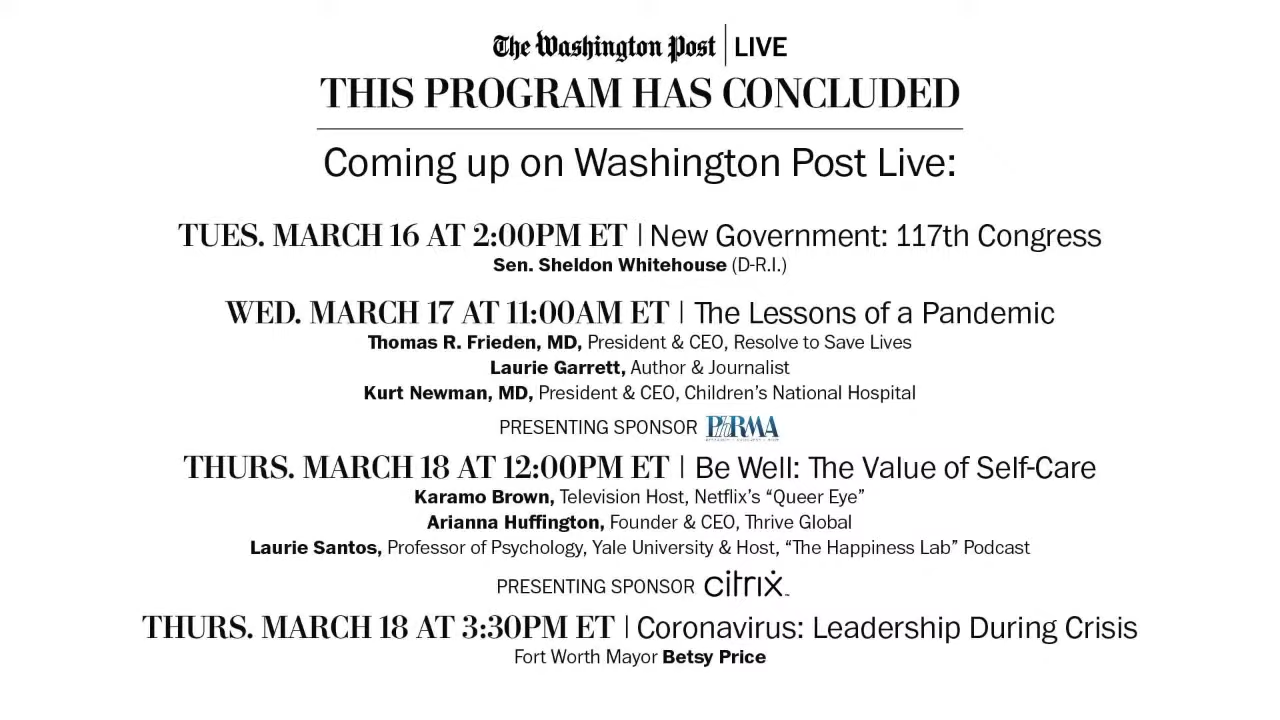 The Washington Post | LIVE
THIS PROGRAM HAS CONCLUDED
Coming up on Washington Post Live:
TUES. MARCH 16 AT 2:00PM ET | New Government: 117th Congress
Sen. Sheldon Whitehouse (D-R.I.)
WED. MARCH 17 AT 11:00AM ET | The Lessons of a Pandemic
Thomas R. Frieden, MD, President & CEO, Resolve to Save Lives
Laurie Garrett, Author & Journalist
Kurt Newman, MD, President & CEO, Children’s National Hospital
PRESENTING SPONSOR PhRMA
THURS. MARCH 18 AT 12:00PM ET | Be Well: The Value of Self-Care
Karamo Brown, Television Host, Netflix’s “Queer Eye”
Arianna Huffington, Founder & CEO, Thrive Global
Laurie Santos, Professor of Psychology, Yale University & Host, “The Happiness Lab” Podcast
PRESENTING SPONSOR citrix
THURS. MARCH 18 AT 3:30PM ET | Coronavirus: Leadership During Crisis
Fort Worth Mayor Betsy Price